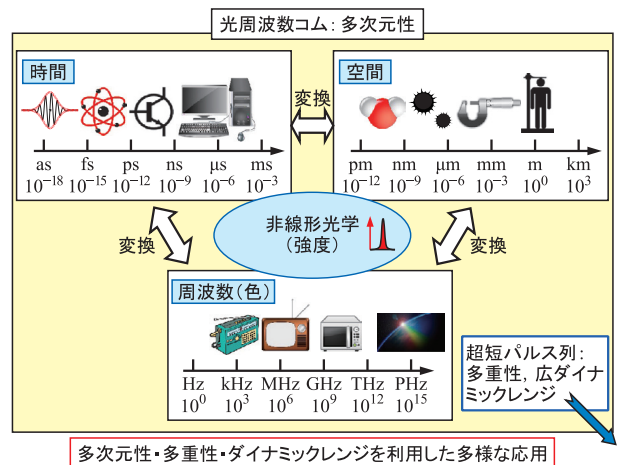 光周波数コム：多次元性
時間
as fs ps ns μs ms
10⁻¹⁸ 10⁻¹⁵ 10⁻¹² 10⁻⁹ 10⁻⁶ 10⁻³
変換
空間
pm nm μm mm m km
10⁻¹² 10⁻⁹ 10⁻⁶ 10⁻³ 10⁰ 10³
変換
非線形光学
（強度）
変換
周波数（色）
Hz kHz MHz GHz THz PHz
10⁰ 10³ 10⁶ 10⁹ 10¹² 10¹⁵
超短パルス列：
多重性，広ダイナ
ミックレンジ
多次元性・多重性・ダイナミックレンジを利用した多様な応用